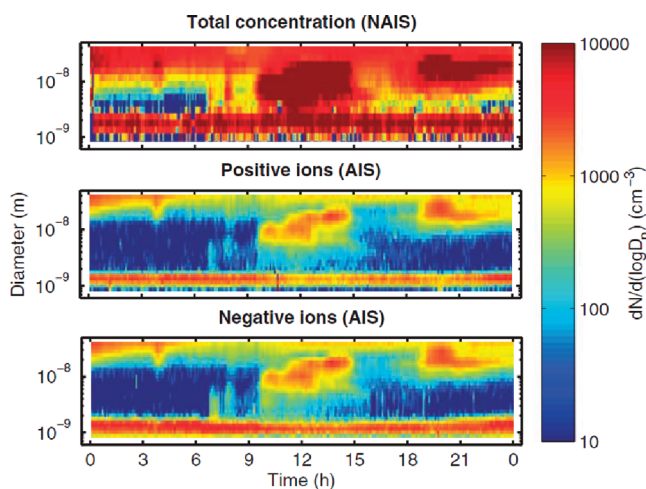 Total concentration (NAIS)
10⁻⁸
10⁻⁹
Positive ions (AIS)
10⁻⁸
10⁻⁹
Negative ions (AIS)
10⁻⁸
10⁻⁹
0 3 6 9 12 15 18 21 0
Time (h)
Diameter (m)
10000
1000
100
10
dN/d(logDₚ) (cm⁻³)